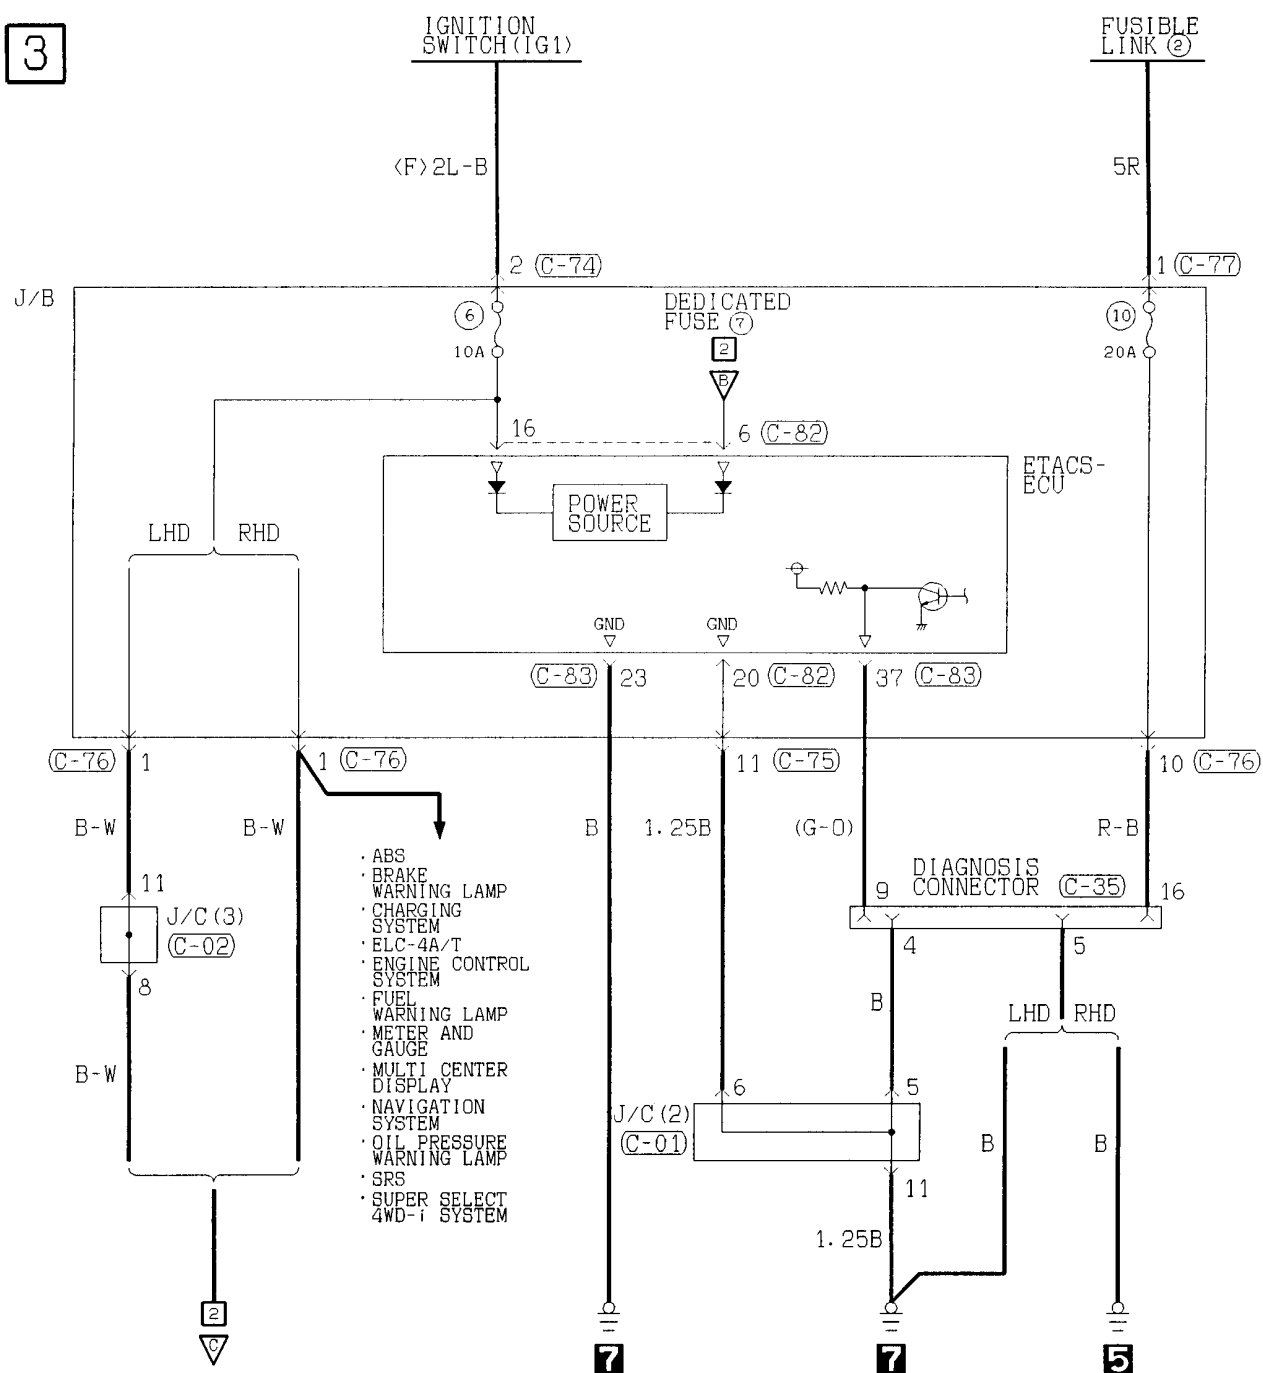 3
IGNITION
SWITCH(IG1)
FUSIBLE
LINK ②
<F>2L-B
5R
2 (C-74)
1 (C-77)
J/B
⑥
10A
DEDICATED
FUSE ⑦
2
B
⑩
20A
16
6 (C-82)
ETACS-
ECU
POWER
SOURCE
LHD RHD
GND
GND
(C-83) 23
20 (C-82)
37 (C-83)
(C-76) 1
1 (C-76)
11 (C-75)
10 (C-76)
B-W
B-W
B
1.25B
(G-O)
R-B
· ABS
· BRAKE
WARNING LAMP
· CHARGING
SYSTEM
· ELC-4A/T
· ENGINE CONTROL
SYSTEM
· FUEL
WARNING LAMP
· METER AND
GAUGE
· MULTI CENTER
DISPLAY
· NAVIGATION
SYSTEM
· OIL PRESSURE
WARNING LAMP
· SRS
· SUPER SELECT
4WD-i SYSTEM
DIAGNOSIS
CONNECTOR (C-35)
9
16
11
J/C(3)
(C-02)
8
4
5
B
LHD RHD
B-W
6
5
J/C(2)
(C-01)
B
B
11
1.25B
2
C
7
7
5